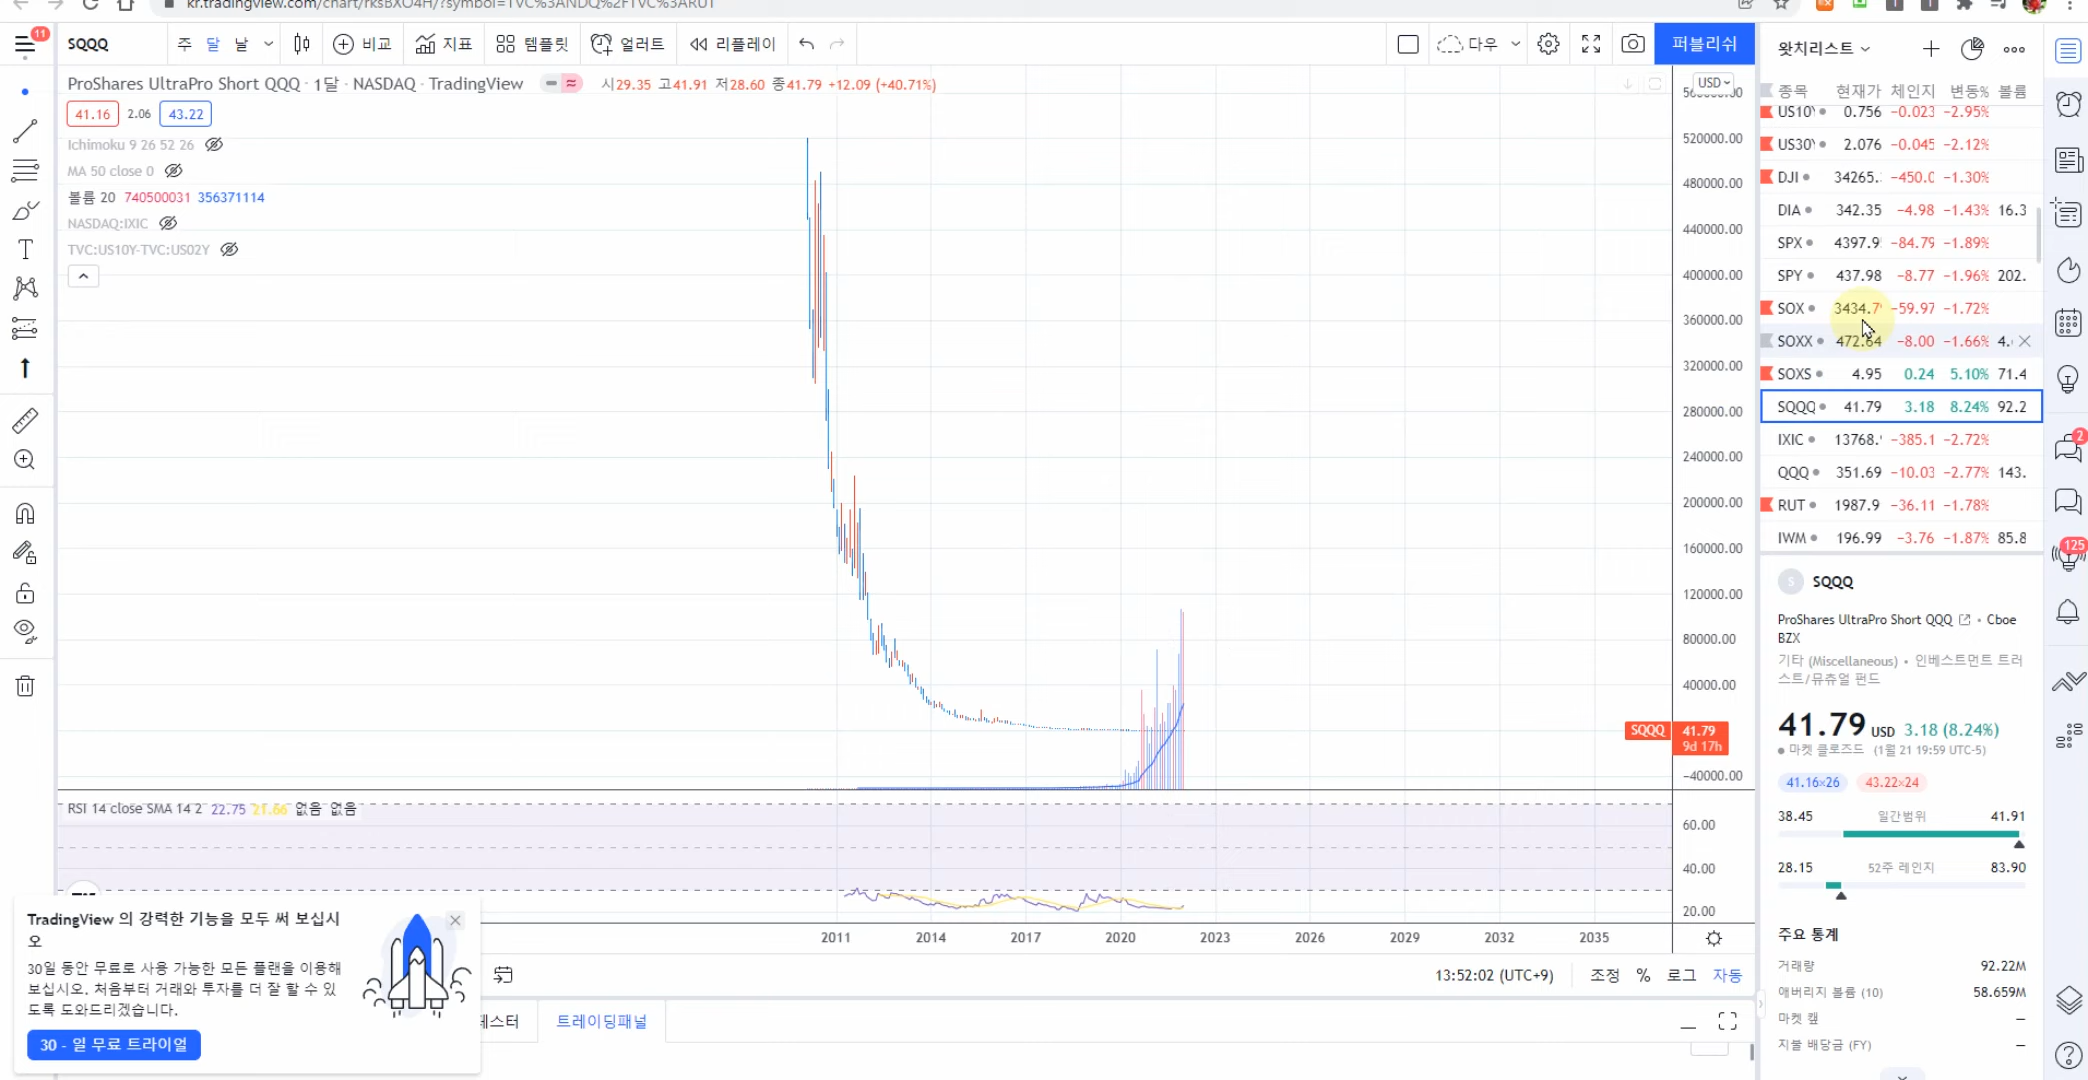 kr.tradingview.com/chart/rksBXO4H/?symbol=TVC%3ANDQ%2FTVC%3ARUT
11
SQQQ
주 달 날
비교
지표
템플릿
얼러트
리플레이
다우
퍼블리쉬
ProShares UltraPro Short QQQ · 1달 · NASDAQ · TradingView
시29.35 고41.91 저28.60 종41.79 +12.09 (+40.71%)
41.16 2.06 43.22
Ichimoku 9 26 52 26
MA 50 close 0
볼륨 20 740500031 356371114
NASDAQ:IXIC
TVC:US10Y-TVC:US02Y
USD
520000.00
480000.00
440000.00
400000.00
360000.00
320000.00
280000.00
240000.00
200000.00
160000.00
120000.00
80000.00
40000.00
SQQQ 41.79
9d 17h
−40000.00
RSI 14 close SMA 14 2 22.75 21.66 없음 없음
60.00
40.00
20.00
2011 2014 2017 2020 2023 2026 2029 2032 2035
13:52:02 (UTC+9) 조정 % 로그 자동
테스터 트레이딩패널
TradingView 의 강력한 기능을 모두 써 보십시
오
30일 동안 무료로 사용 가능한 모든 플랜을 이용해
보십시오. 처음부터 거래와 투자를 더 잘 할 수 있
도록 도와드리겠습니다.
30 - 일 무료 트라이얼
왓치리스트
종목 현재가 체인지 변동% 볼륨
US10Y 0.756 −0.023 −2.95%
US30Y 2.076 −0.045 −2.12%
DJI 34265. −450.0 −1.30%
DIA 342.35 −4.98 −1.43% 16.3
SPX 4397.9 −84.79 −1.89%
SPY 437.98 −8.77 −1.96% 202.
SOX 3434.7 −59.97 −1.72%
SOXX 472.64 −8.00 −1.66% 4.
SOXS 4.95 0.24 5.10% 71.4
SQQQ 41.79 3.18 8.24% 92.2
IXIC 13768. −385.1 −2.72%
QQQ 351.69 −10.03 −2.77% 143.
RUT 1987.9 −36.11 −1.78%
IWM 196.99 −3.76 −1.87% 85.8
S SQQQ
ProShares UltraPro Short QQQ • Cboe
BZX
기타 (Miscellaneous) • 인베스트먼트 트러
스트/뮤츄얼 펀드
41.79 USD 3.18 (8.24%)
마켓 클로즈드 (1월 21 19:59 UTC-5)
41.16×26 43.22×24
38.45 일간범위 41.91
28.15 52주 레인지 83.90
주요 통계
거래량 92.22M
애버리지 볼륨 (10) 58.659M
마켓 캪 —
지불 배당금 (FY) —
2
125